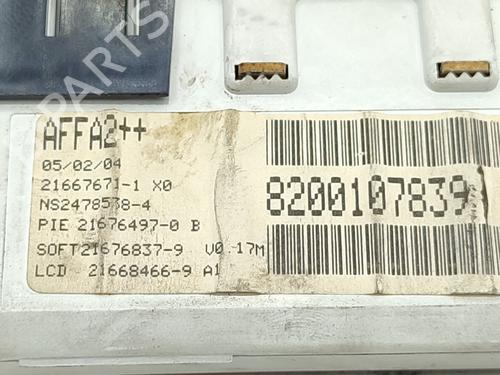 AFFA2++
05/02/04
21667671-1 X0
NS2478538-4
PIE 21676497-0 B
SOFT21676837-9 V0.17M
LCD 21668466-9 A1
8200107839
B-PARTS